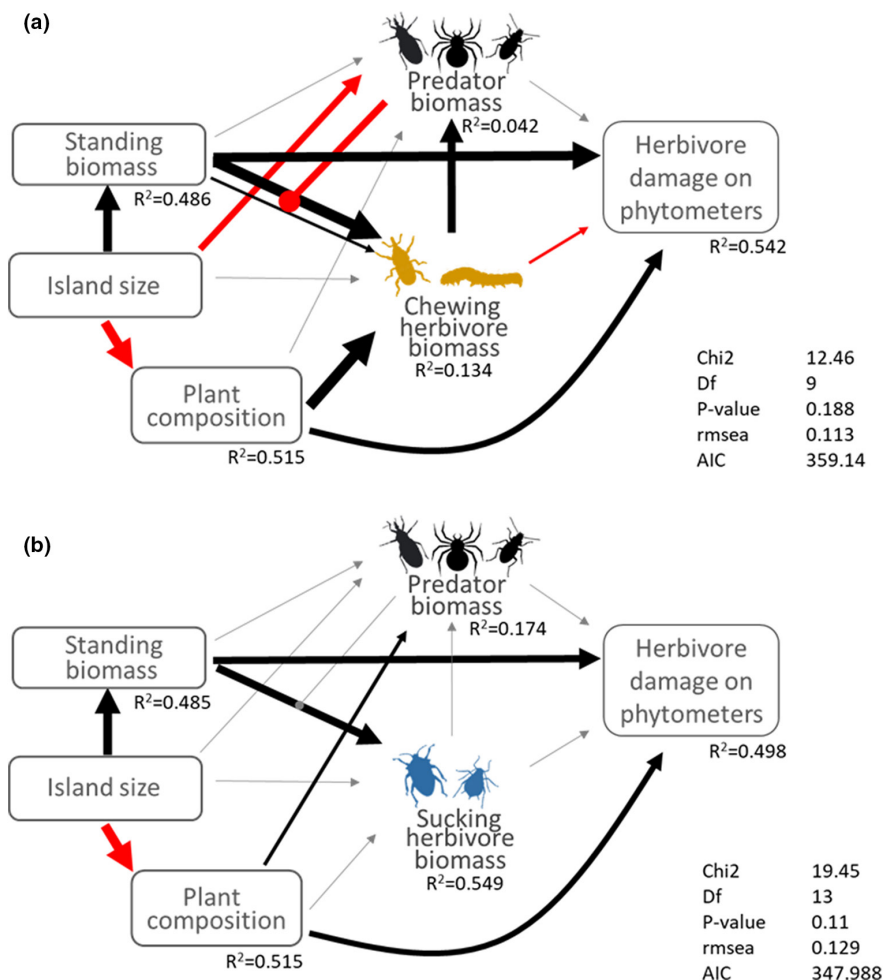 (a)
Predator
biomass
R²=0.042
Standing
biomass
R²=0.486
Herbivore
damage on
phytometers
R²=0.542
Island size
Chewing
herbivore
biomass
R²=0.134
Plant
composition
R²=0.515
Chi2 12.46
Df 9
P-value 0.188
rmsea 0.113
AIC 359.14
(b)
Predator
biomass
R²=0.174
Standing
biomass
R²=0.485
Herbivore
damage on
phytometers
R²=0.498
Island size
Sucking
herbivore
biomass
R²=0.549
Plant
composition
R²=0.515
Chi2 19.45
Df 13
P-value 0.11
rmsea 0.129
AIC 347.988